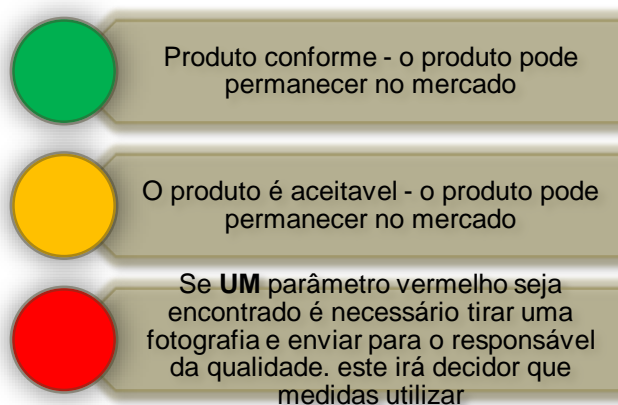 Produto conforme - o produto pode
permanecer no mercado
O produto é aceitavel - o produto pode
permanecer no mercado
Se UM parâmetro vermelho seja
encontrado é necessário tirar uma
fotografia e enviar para o responsável
da qualidade. este irá decidor que
medidas utilizar